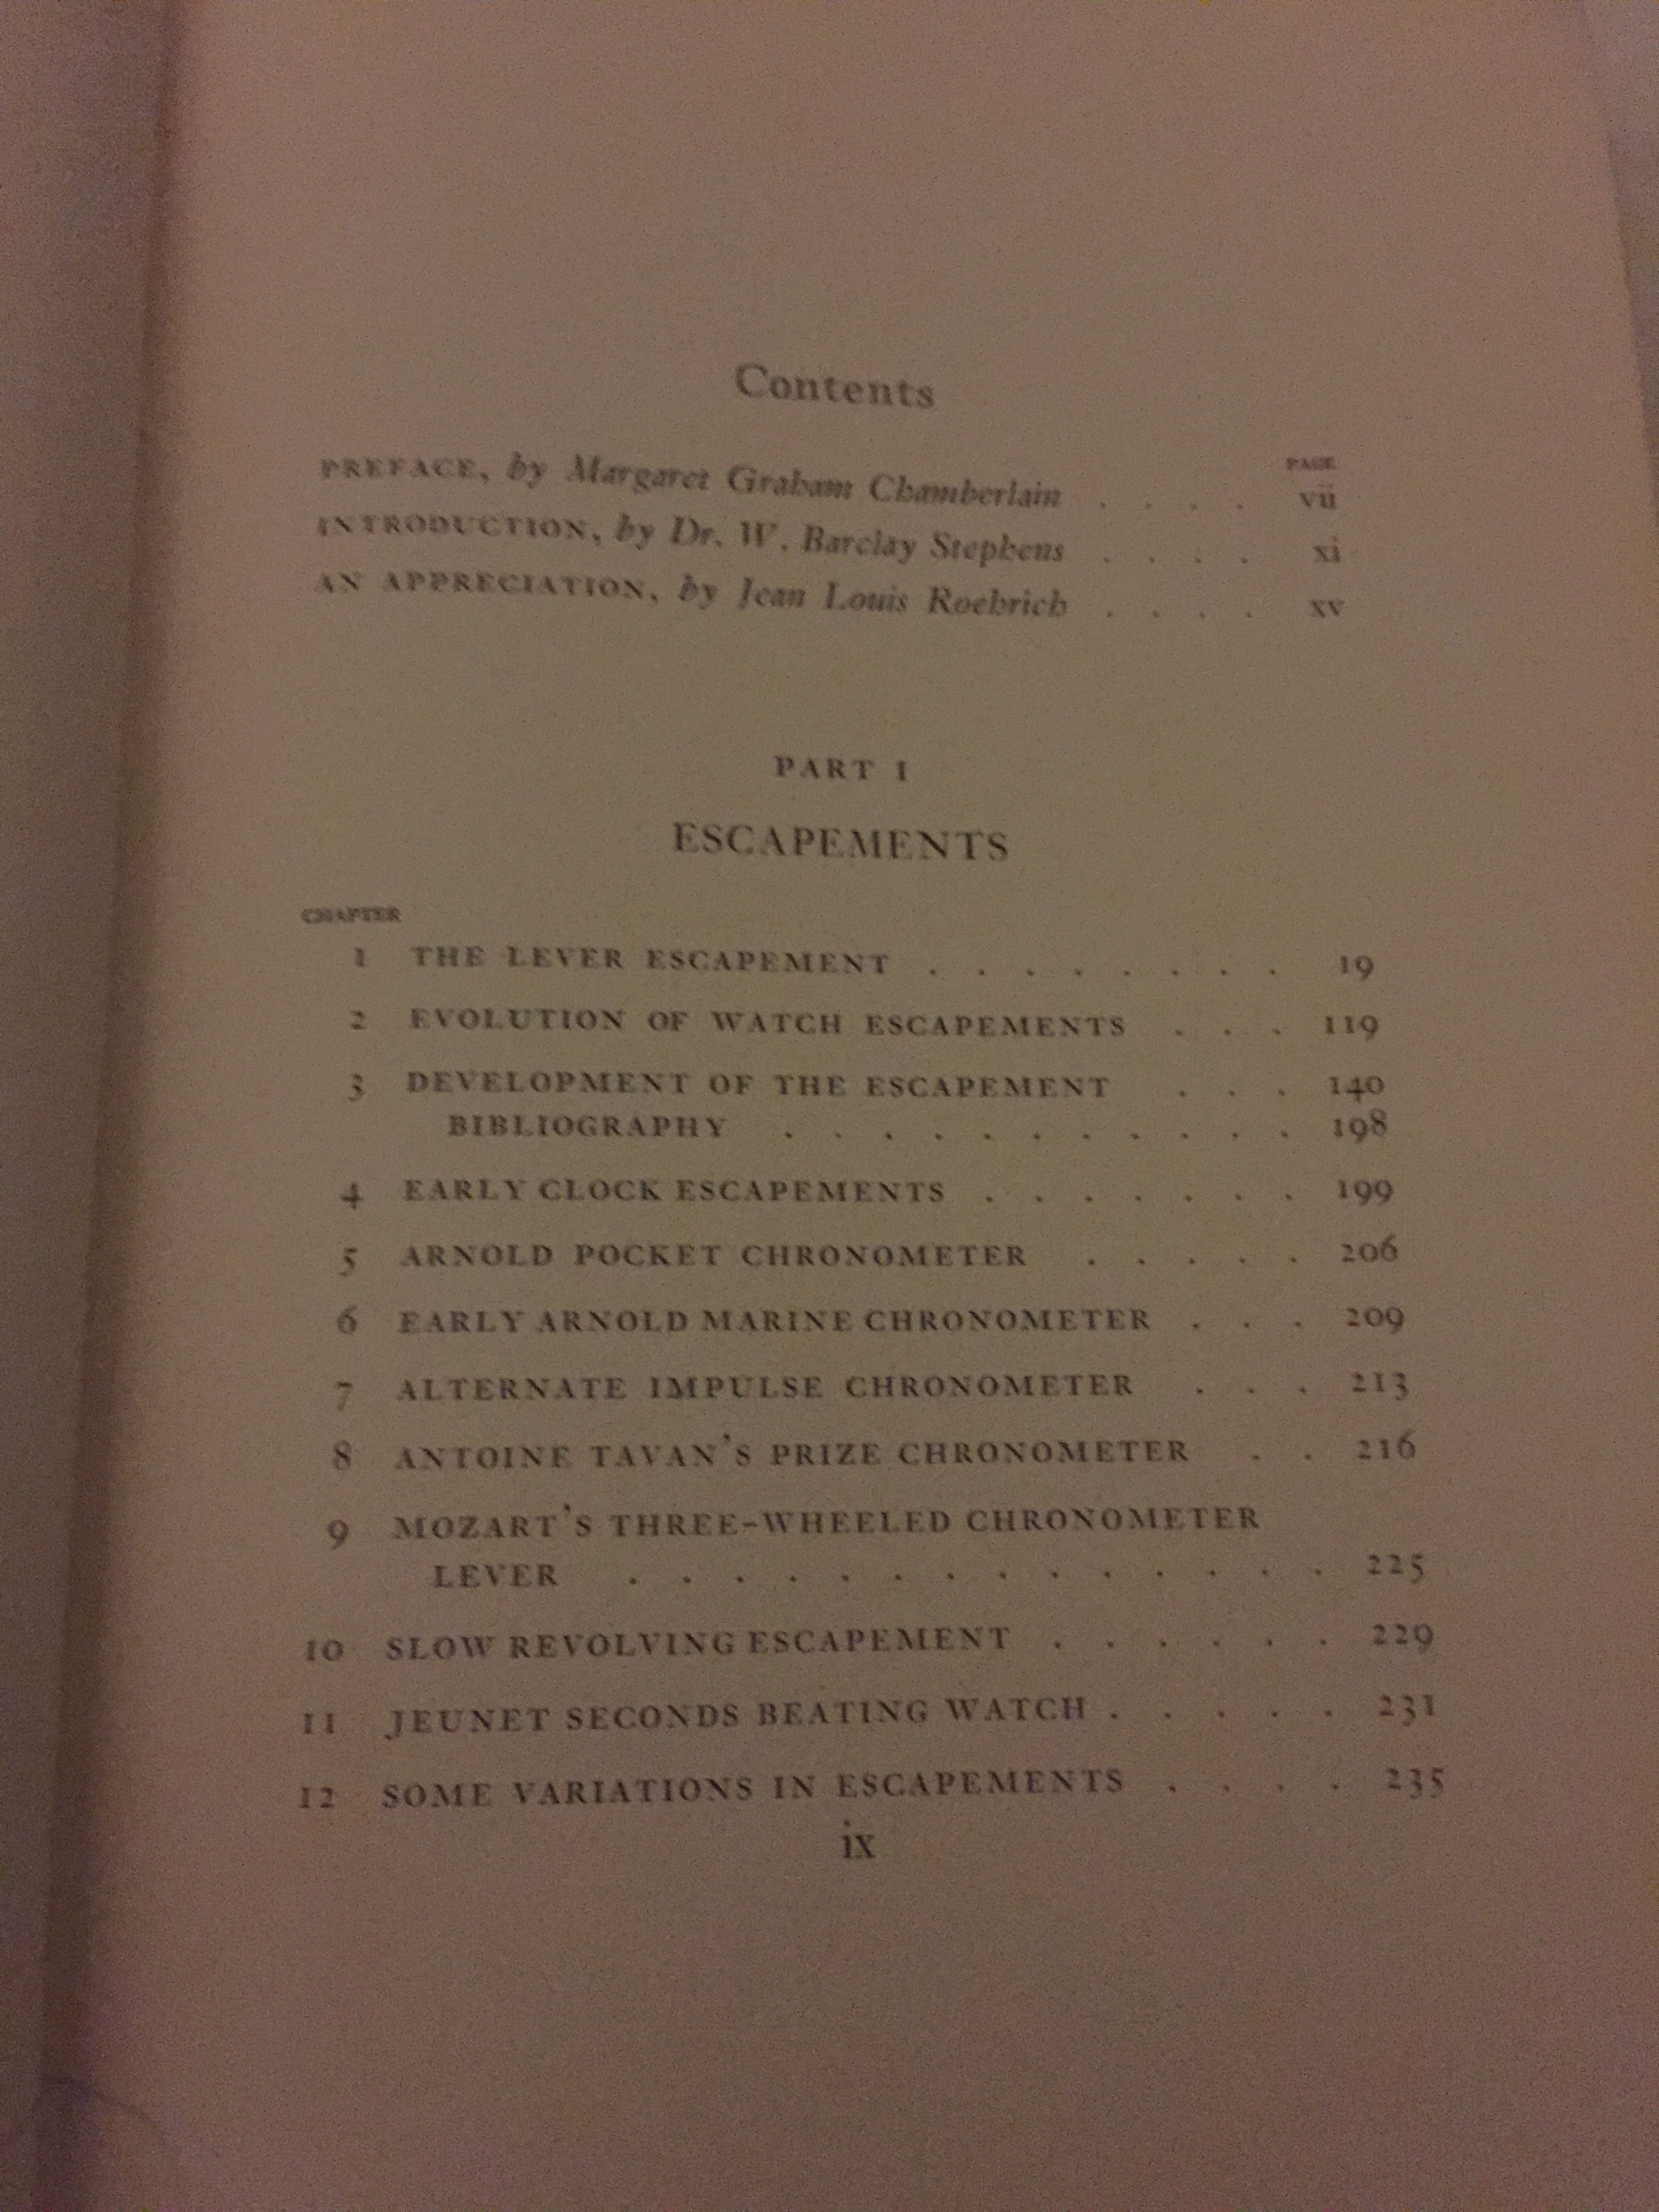 Contents
PAGE
PREFACE, by Margaret Graham Chamberlain . . . . vii
INTRODUCTION, by Dr. W. Barclay Stephens . . . . xi
AN APPRECIATION, by Jean Louis Roehrich . . . . xv
PART I
ESCAPEMENTS
CHAPTER
1 THE LEVER ESCAPEMENT . . . . . . . . 19
2 EVOLUTION OF WATCH ESCAPEMENTS . . . 119
3 DEVELOPMENT OF THE ESCAPEMENT . . . 140
BIBLIOGRAPHY . . . . . . . . . . . 198
4 EARLY CLOCK ESCAPEMENTS . . . . . . . 199
5 ARNOLD POCKET CHRONOMETER . . . . . 206
6 EARLY ARNOLD MARINE CHRONOMETER . . . 209
7 ALTERNATE IMPULSE CHRONOMETER . . . 213
8 ANTOINE TAVAN'S PRIZE CHRONOMETER . . 216
9 MOZART'S THREE-WHEELED CHRONOMETER
LEVER . . . . . . . . . . . . . . 225
10 SLOW REVOLVING ESCAPEMENT . . . . . . 229
11 JEUNET SECONDS BEATING WATCH . . . . . 231
12 SOME VARIATIONS IN ESCAPEMENTS . . . . 235
ix